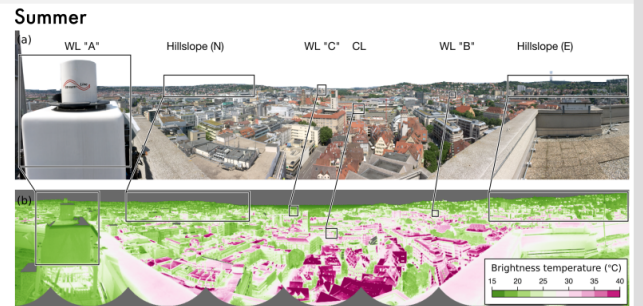 Summer
(a)
WL "A" Hillslope (N) WL "C" CL WL "B" Hillslope (E)
(b)
Brightness temperature (°C)
15 20 25 30 35 40